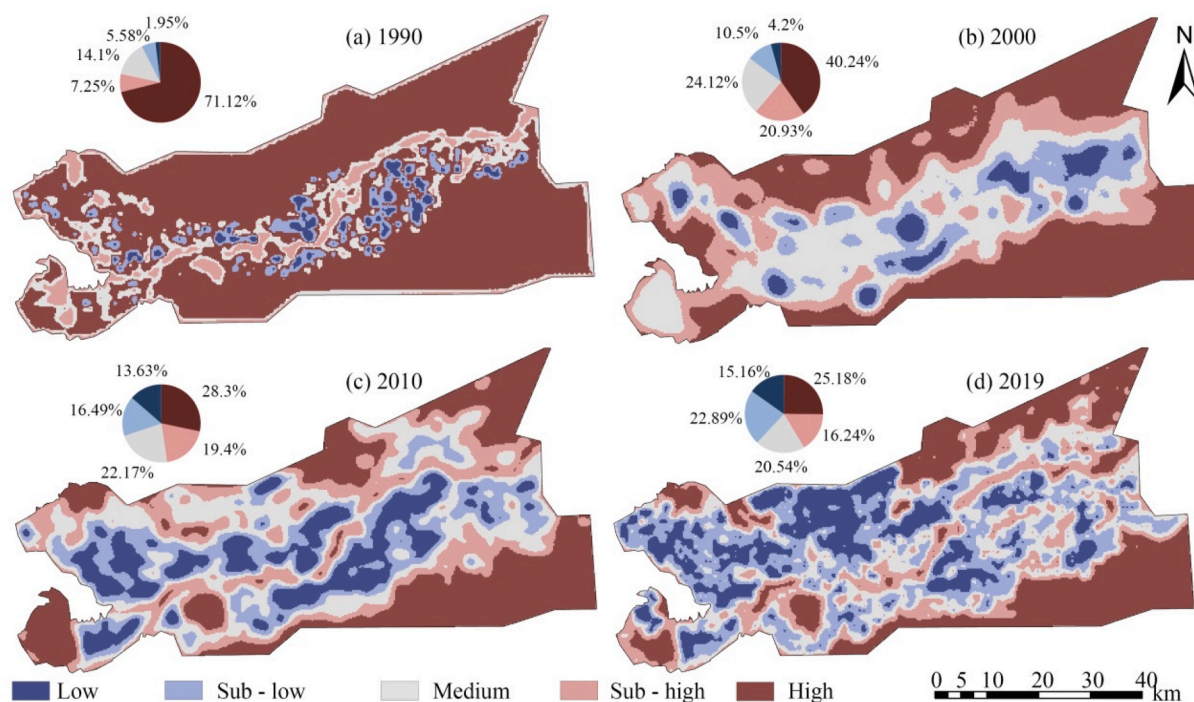 (a) 1990
1.95%
5.58%
14.1%
7.25%
71.12%
(b) 2000
4.2%
10.5%
40.24%
24.12%
20.93%
N
(c) 2010
13.63%
28.3%
16.49%
19.4%
22.17%
(d) 2019
15.16%
25.18%
22.89%
16.24%
20.54%
Low Sub - low Medium Sub - high High
0 5 10 20 30 40 km